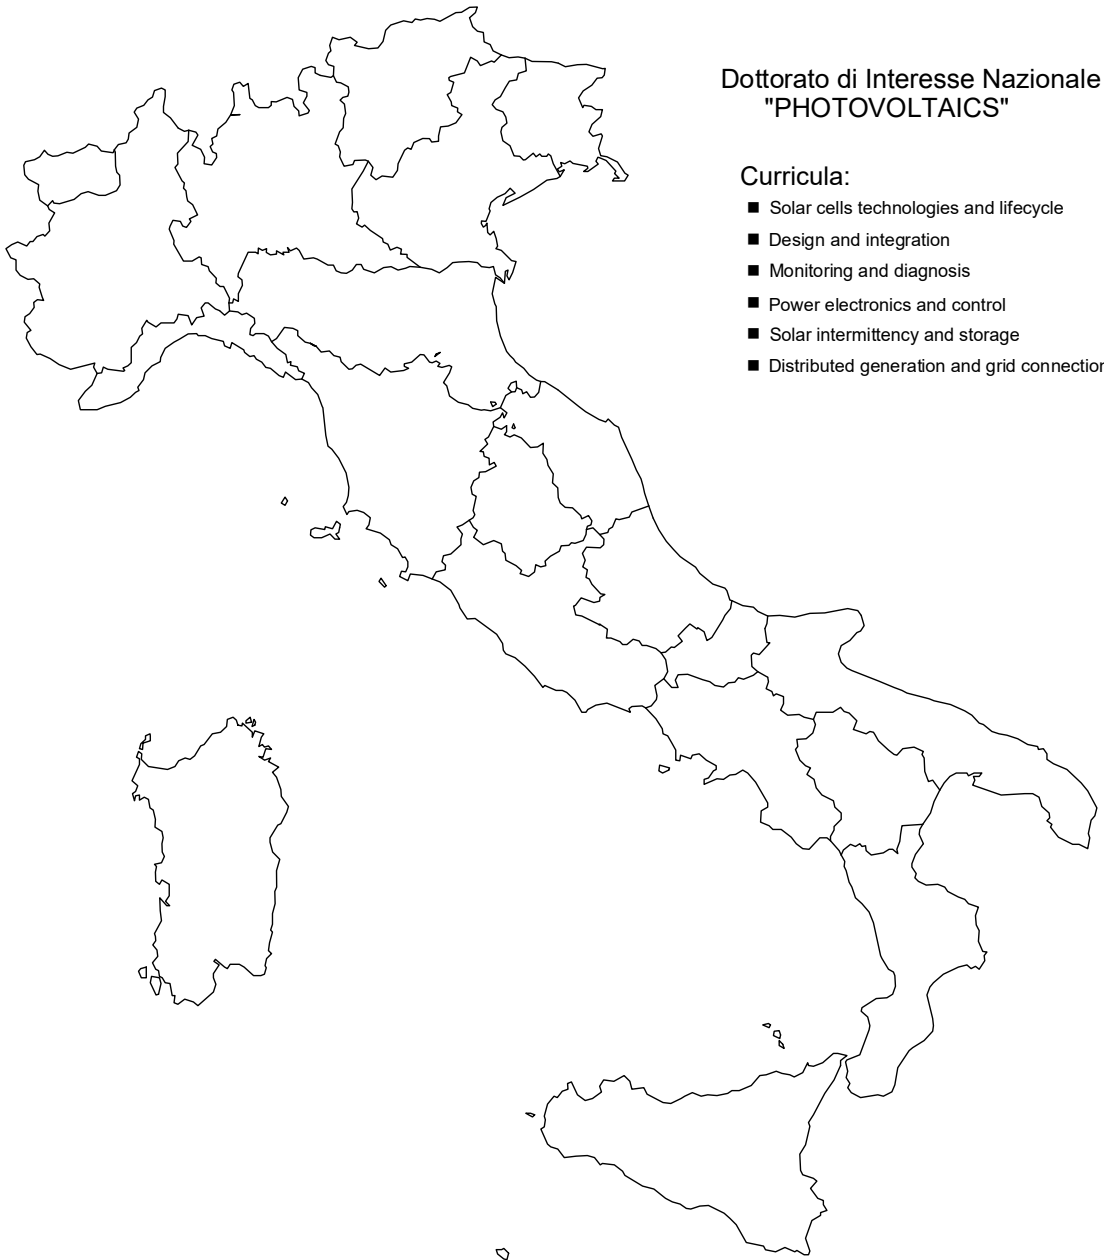 Dottorato di Interesse Nazionale
"PHOTOVOLTAICS"
Curricula:
■ Solar cells technologies and lifecycle
■ Design and integration
■ Monitoring and diagnosis
■ Power electronics and control
■ Solar intermittency and storage
■ Distributed generation and grid connection